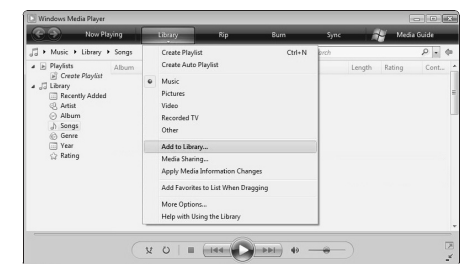 Windows Media Player
Now Playing Library Rip Burn Sync Media Guide
Music Library Songs
Playlists
Create Playlist
Library
Recently Added
Artist
Album
Songs
Genre
Year
Rating
Album
Create Playlist Ctrl+N
Create Auto Playlist
Music
Pictures
Video
Recorded TV
Other
Add to Library...
Media Sharing...
Apply Media Information Changes
Add Favorites to List When Dragging
More Options...
Help with Using the Library
Length Rating Cont...